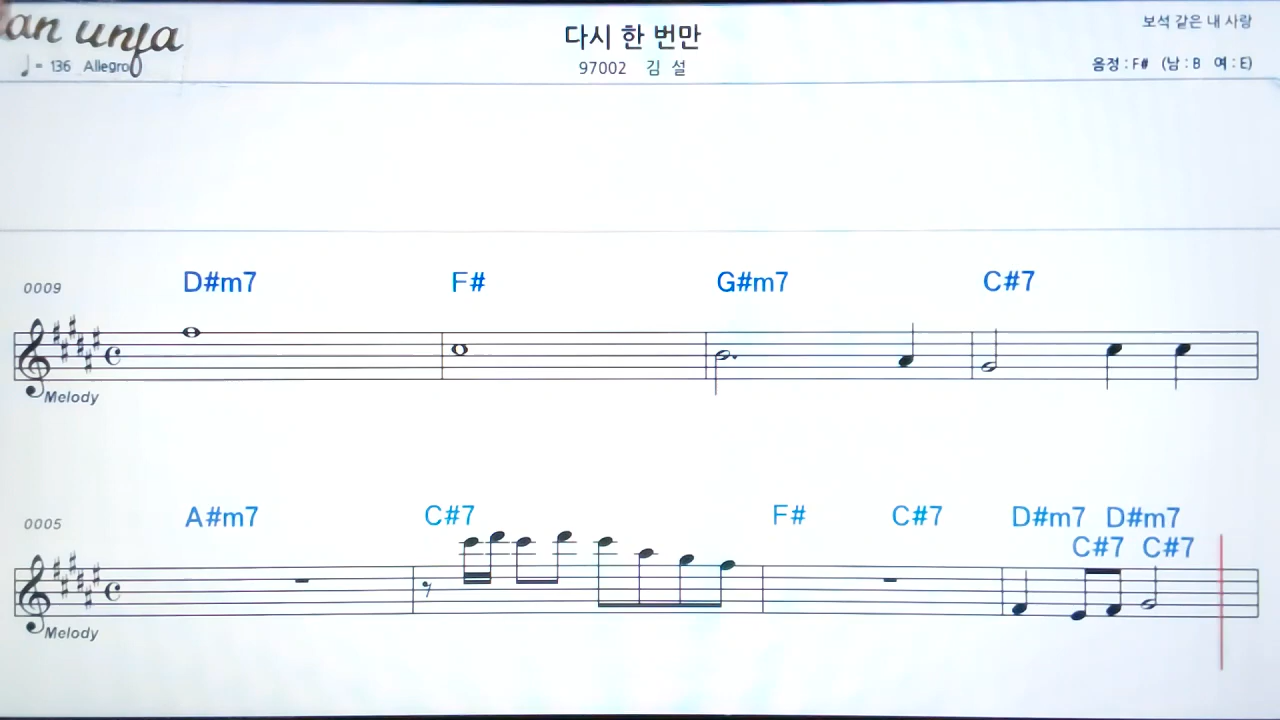 an unja
다시 한 번만
보석 같은 내 사랑
♩ = 136 Allegro
97002 김 설
음정 : F# (남 : B 여 : E)
0009 D#m7 F# G#m7 C#7
Melody
0005 A#m7 C#7 F# C#7 D#m7 D#m7
C#7 C#7
Melody